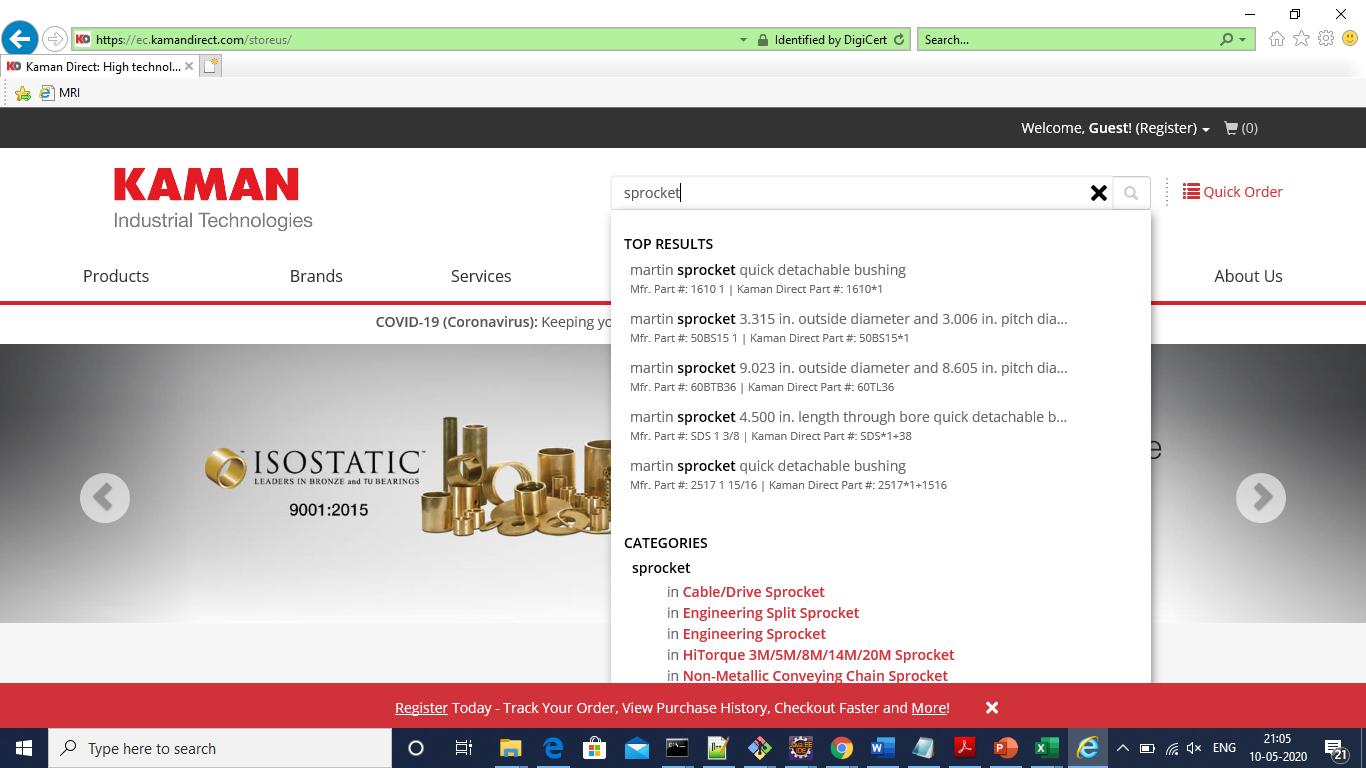 https://ec.kamandirect.com/storeus/
Identified by DigiCert
Search...
Kaman Direct: High technol...
MRI
Welcome, Guest! (Register)
(0)
KAMAN
Industrial Technologies
sprocket
Quick Order
Products
Brands
Services
About Us
COVID-19 (Coronavirus): Keeping
TOP RESULTS
martin sprocket quick detachable bushing
Mfr. Part #: 1610 1 | Kaman Direct Part #: 1610*1
martin sprocket 3.315 in. outside diameter and 3.006 in. pitch dia...
Mfr. Part #: 50BS15 1 | Kaman Direct Part #: 50BS15*1
martin sprocket 9.023 in. outside diameter and 8.605 in. pitch dia...
Mfr. Part #: 60BTB36 | Kaman Direct Part #: 60TL36
martin sprocket 4.500 in. length through bore quick detachable b...
Mfr. Part #: SDS 1 3/8 | Kaman Direct Part #: SDS*1+38
martin sprocket quick detachable bushing
Mfr. Part #: 2517 1 15/16 | Kaman Direct Part #: 2517*1+1516
ISOSTATIC
LEADERS IN BRONZE and TU BEARINGS
9001:2015
CATEGORIES
sprocket
in Cable/Drive Sprocket
in Engineering Split Sprocket
in Engineering Sprocket
in HiTorque 3M/5M/8M/14M/20M Sprocket
in Non-Metallic Conveying Chain Sprocket
Register Today - Track Your Order, View Purchase History, Checkout Faster and More!
Type here to search
ENG
21:05
10-05-2020
21